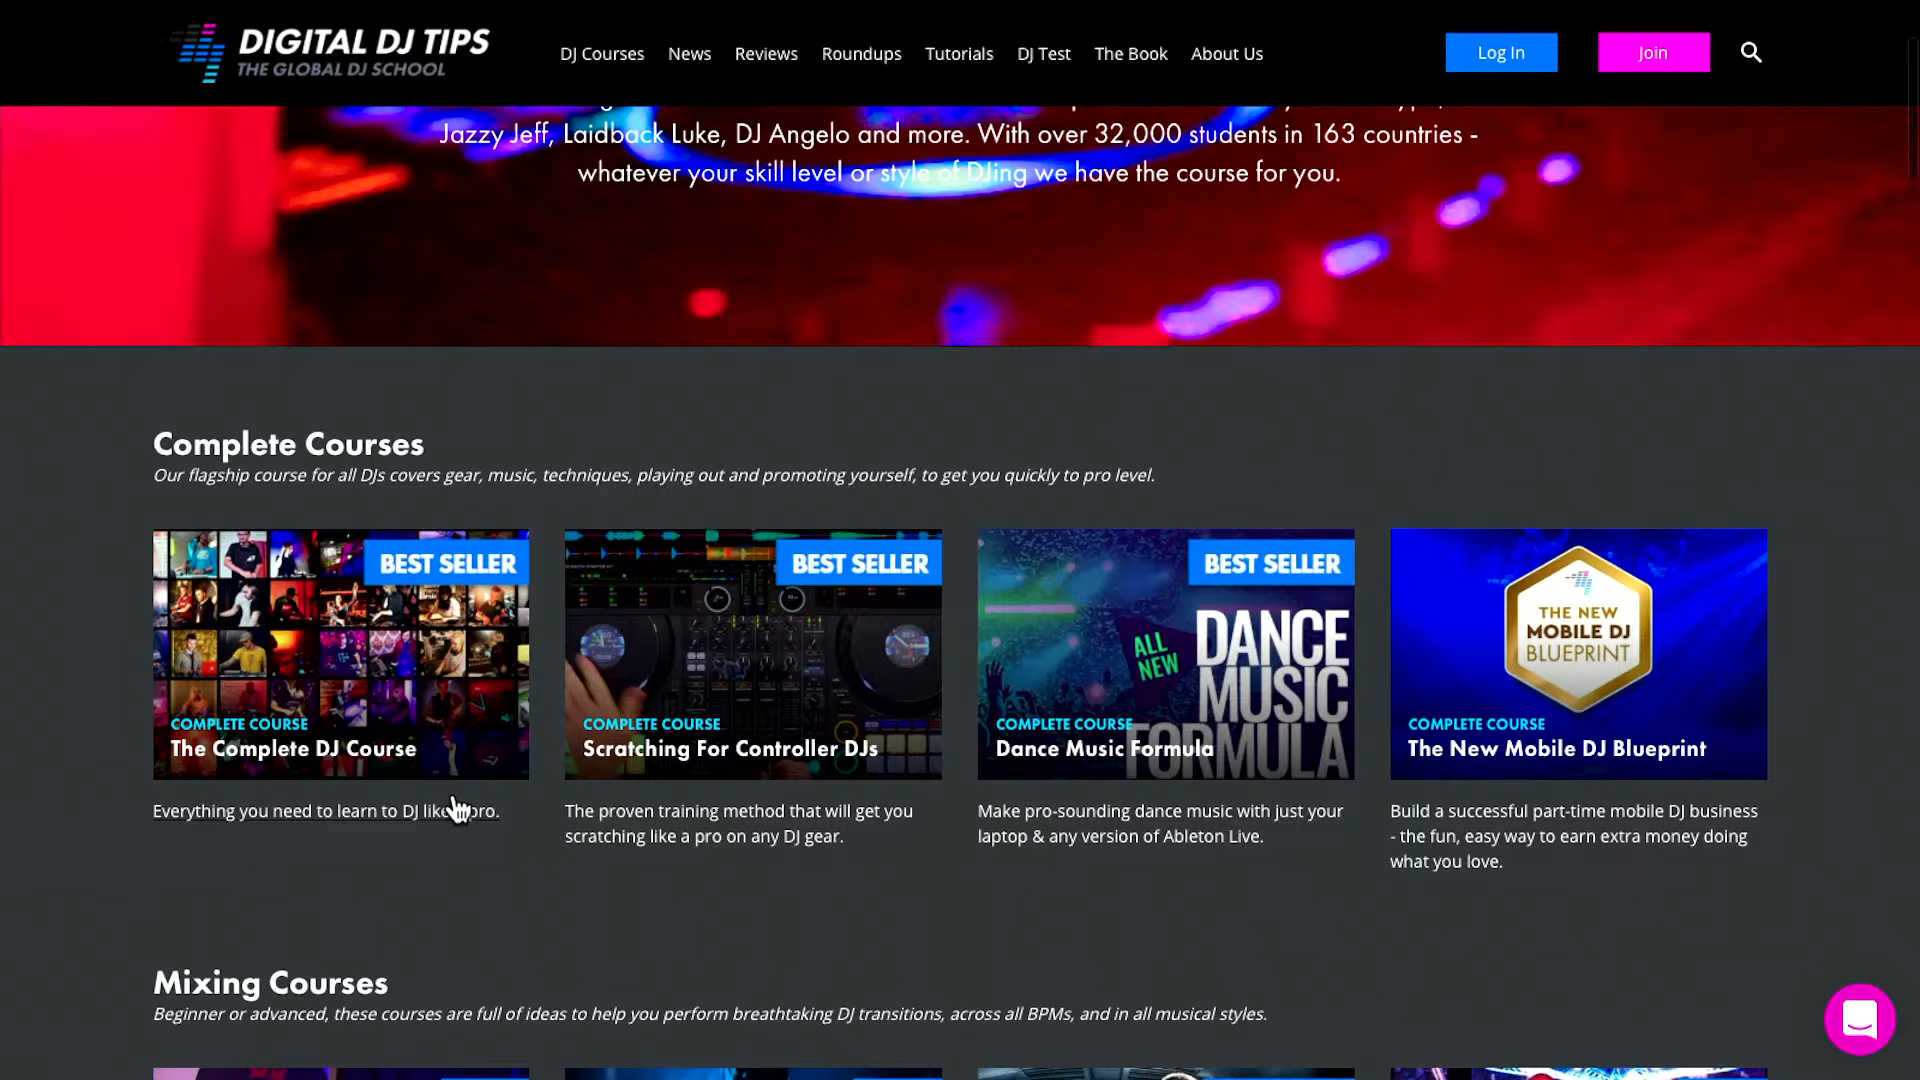 DIGITAL DJ TIPS
THE GLOBAL DJ SCHOOL
DJ Courses
News
Reviews
Roundups
Tutorials
DJ Test
The Book
About Us
Log In
Join
Jazzy Jeff, Laidback Luke, DJ Angelo and more. With over 32,000 students in 163 countries -
whatever your skill level or style of DJing we have the course for you.
Complete Courses
Our flagship course for all DJs covers gear, music, techniques, playing out and promoting yourself, to get you quickly to pro level.
BEST SELLER
COMPLETE COURSE
The Complete DJ Course
Everything you need to learn to DJ like pro.
BEST SELLER
COMPLETE COURSE
Scratching For Controller DJs
The proven training method that will get you
scratching like a pro on any DJ gear.
BEST SELLER
ALL
NEW
DANCE
MUSIC
FORMULA
COMPLETE COURSE
Dance Music Formula
Make pro-sounding dance music with just your
laptop & any version of Ableton Live.
THE NEW
MOBILE DJ
BLUEPRINT
COMPLETE COURSE
The New Mobile DJ Blueprint
Build a successful part-time mobile DJ business
- the fun, easy way to earn extra money doing
what you love.
Mixing Courses
Beginner or advanced, these courses are full of ideas to help you perform breathtaking DJ transitions, across all BPMs, and in all musical styles.